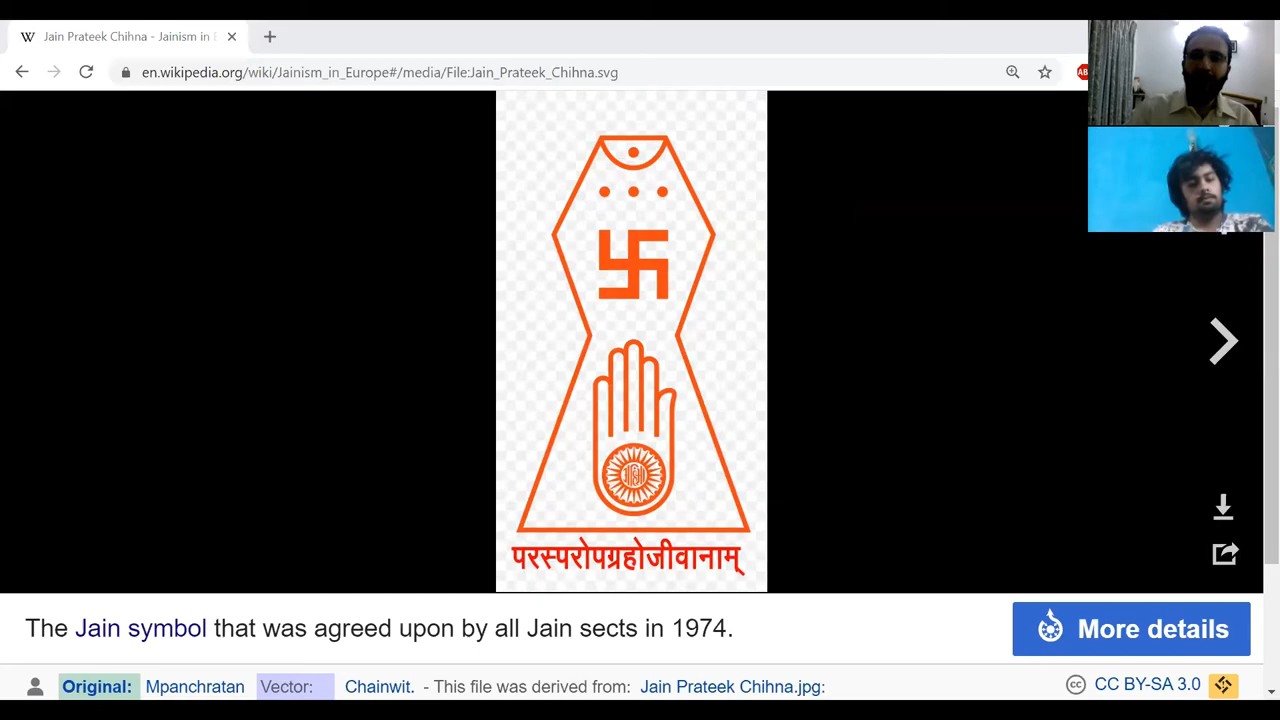 Jain Prateek Chihna - Jainism in E
en.wikipedia.org/wiki/Jainism_in_Europe#/media/File:Jain_Prateek_Chihna.svg
परस्परोपग्रहोजीवानाम्
The Jain symbol that was agreed upon by all Jain sects in 1974.
More details
Original: Mpanchratan Vector: Chainwit. - This file was derived from: Jain Prateek Chihna.jpg:
CC BY-SA 3.0